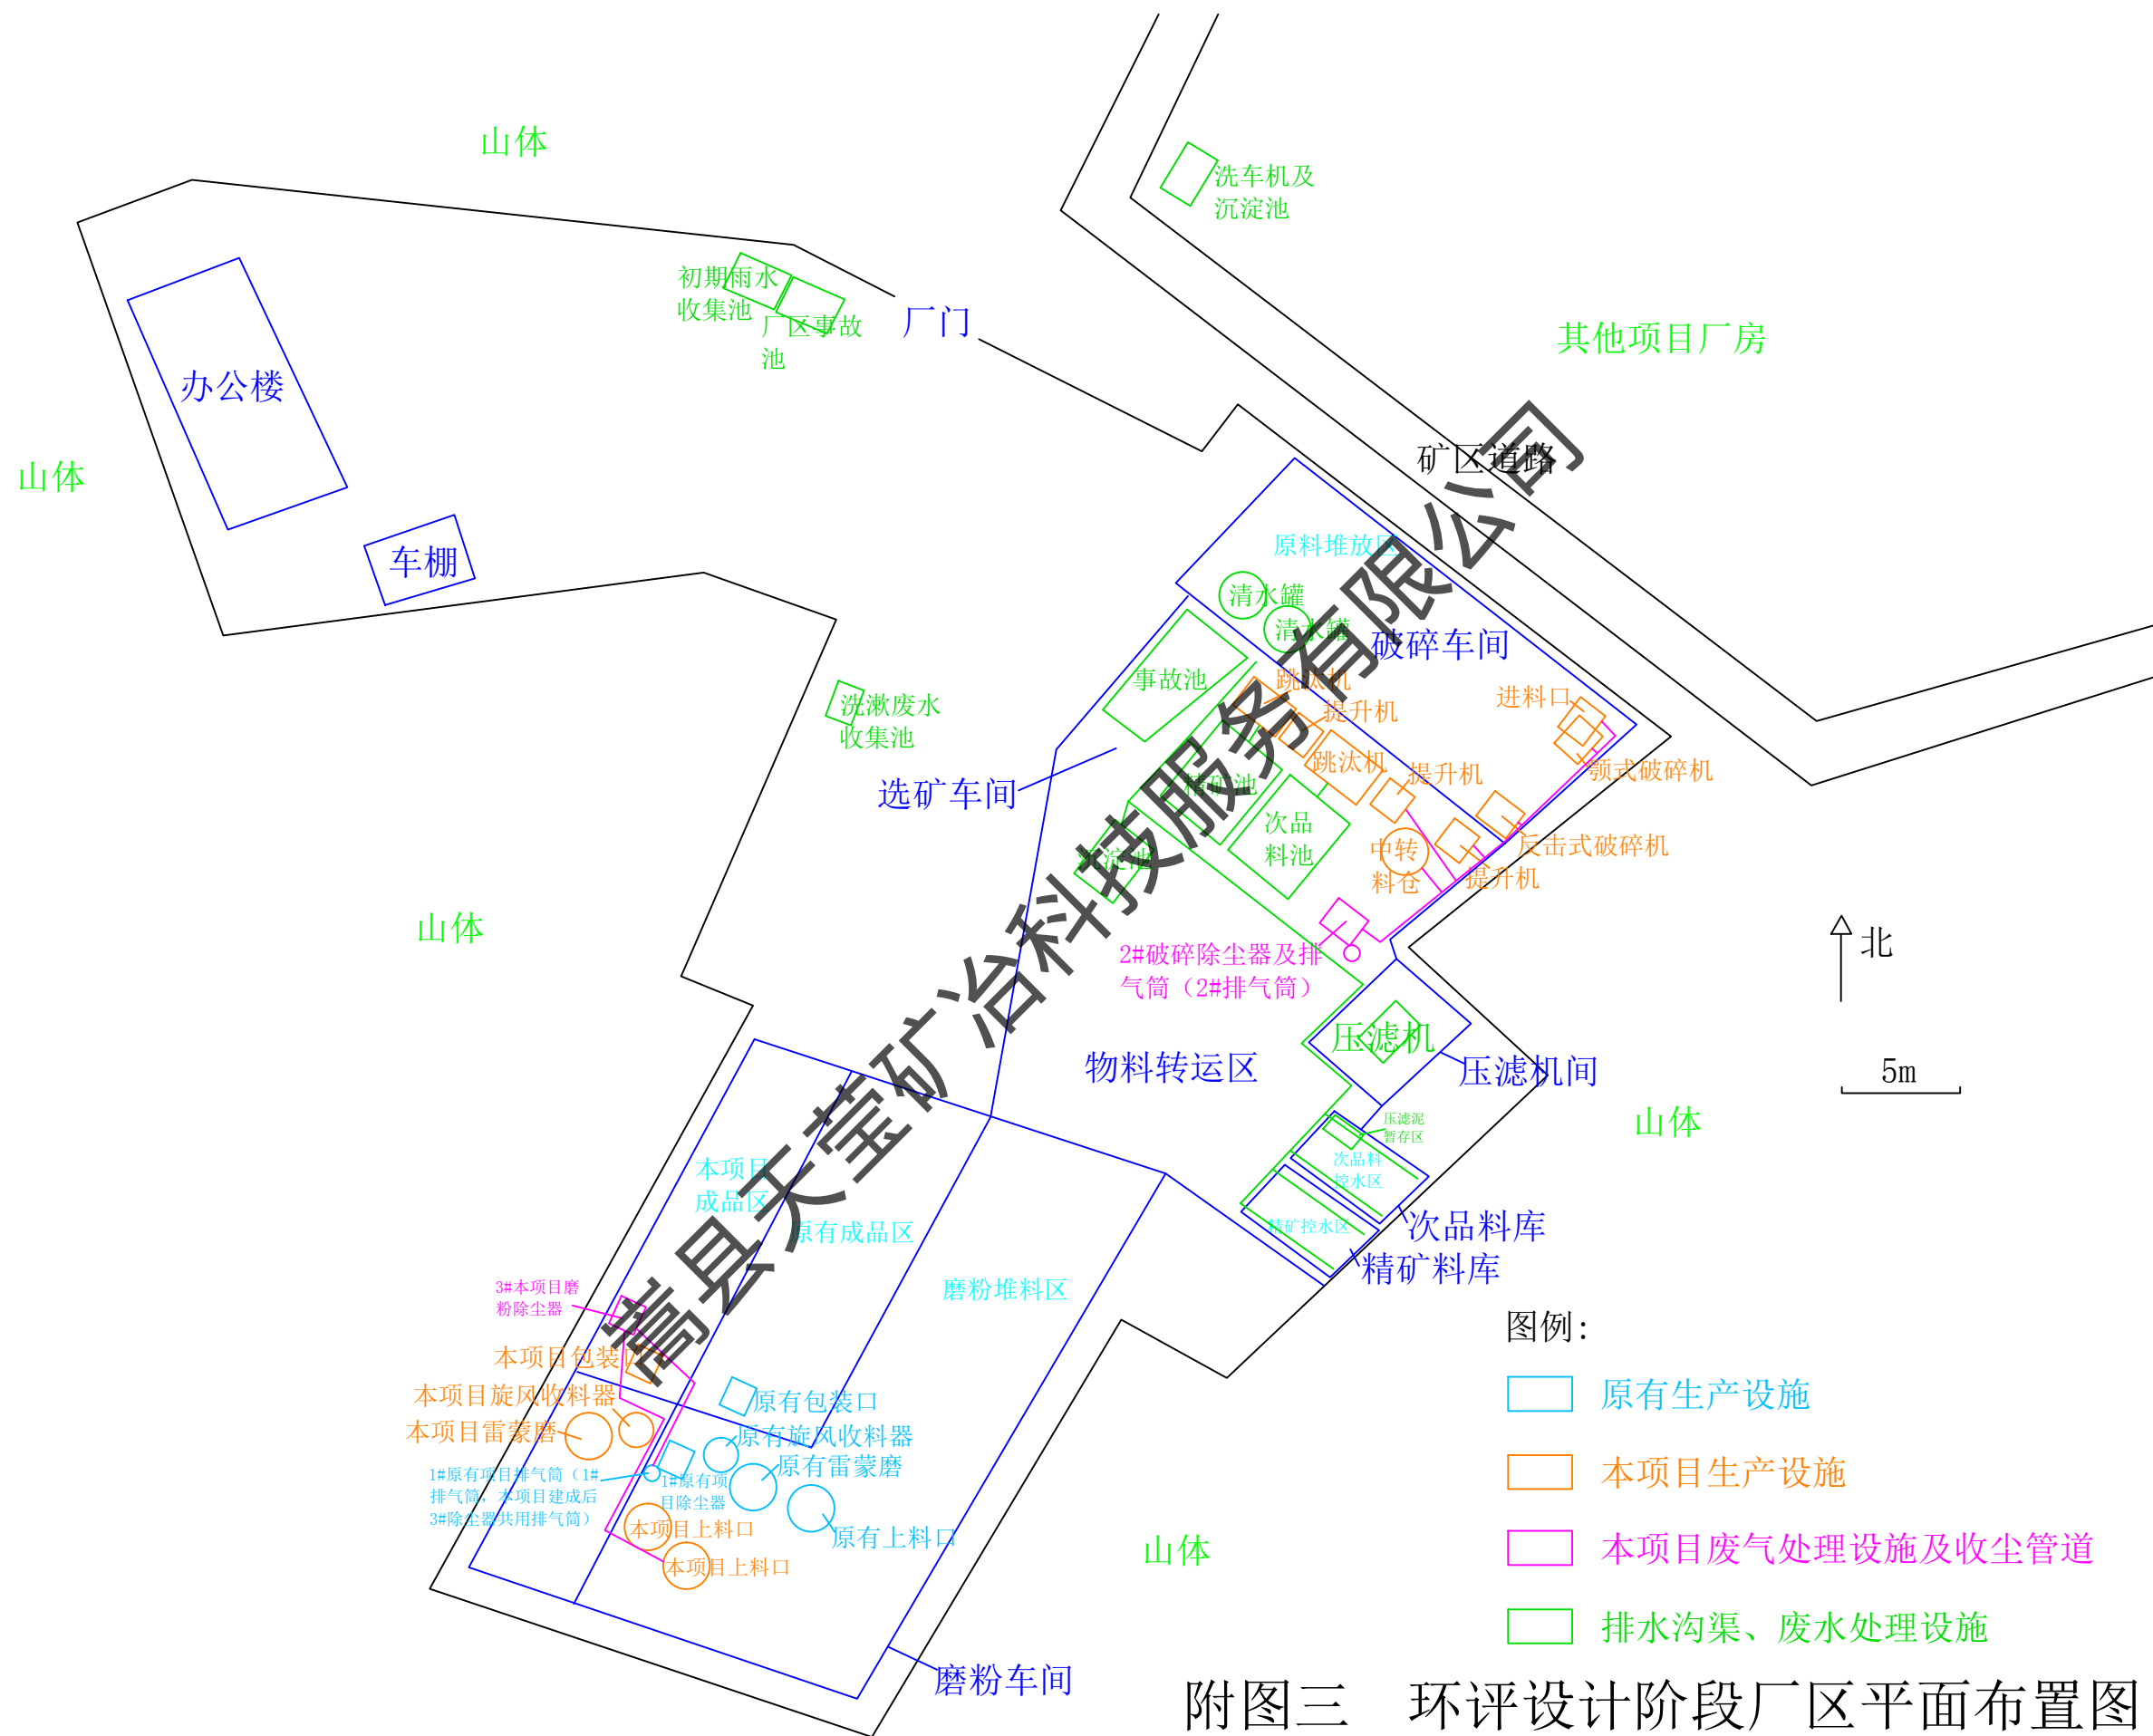 山体
洗车机及
沉淀池
初期雨水
收集池
厂区事故
池
厂门
其他项目厂房
办公楼
山体
矿区道路
车棚
原料堆放区
清水罐
清水罐
破碎车间
事故池
跳汰机
提升机
进料口
洗漱废水
收集池
跳汰机
提升机
颚式破碎机
选矿车间
精矿池
次品
料池
中转
料仓
反击式破碎机
提升机
沉淀池
山体
2#破碎除尘器及排
气筒（2#排气筒）
北
压滤机
物料转运区
压滤机间
5m
山体
压滤泥
暂存区
次品料
控水区
本项目
成品区
原有成品区
精矿控水区
次品料库
精矿料库
磨粉堆料区
3#本项目磨
粉除尘器
本项目包装口
本项目旋风收料器
本项目雷蒙磨
原有包装口
原有旋风收料器
原有雷蒙磨
1#原有项目排气筒（1#
排气筒，本项目建成后
3#除尘器共用排气筒）
1#原有项
目除尘器
本项目上料口
原有上料口
本项目上料口
山体
磨粉车间
图例:
原有生产设施
本项目生产设施
本项目废气处理设施及收尘管道
排水沟渠、废水处理设施
附图三 环评设计阶段厂区平面布置图
嵩县天莹矿冶科技服务有限公司